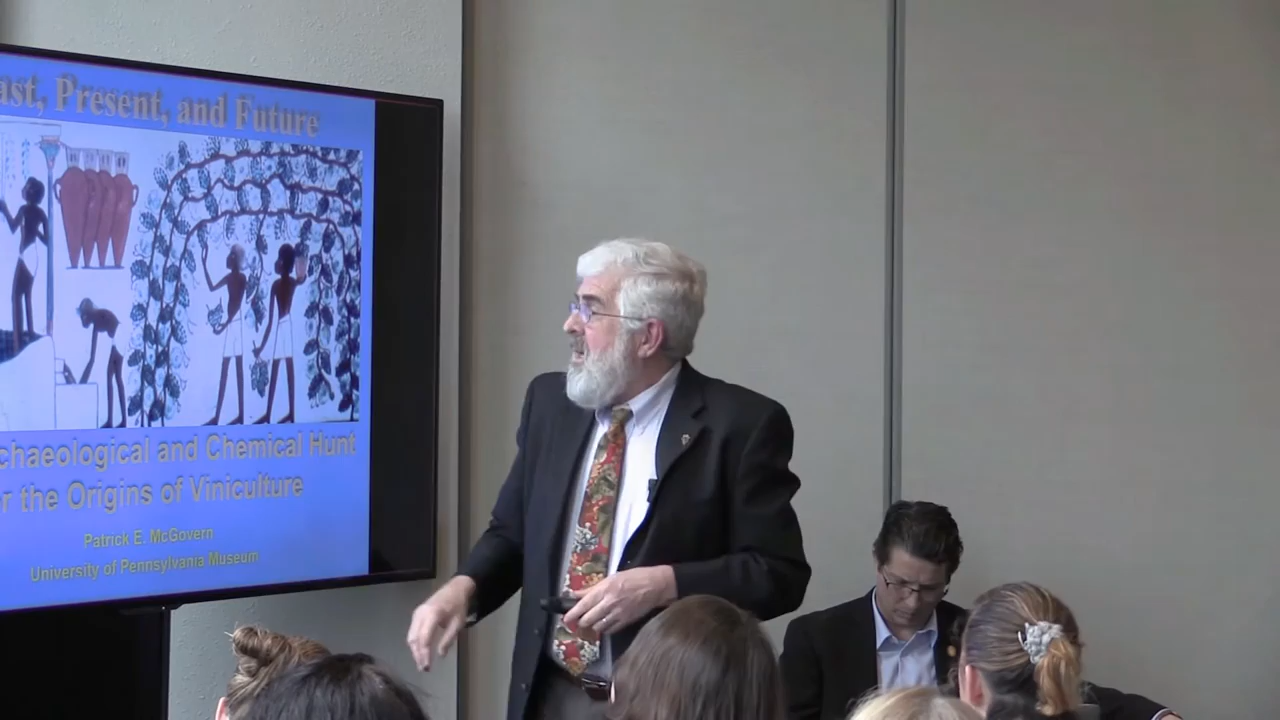 ast, Present, and Future
chaeological and Chemical Hunt
r the Origins of Viniculture
Patrick E. McGovern
University of Pennsylvania Museum